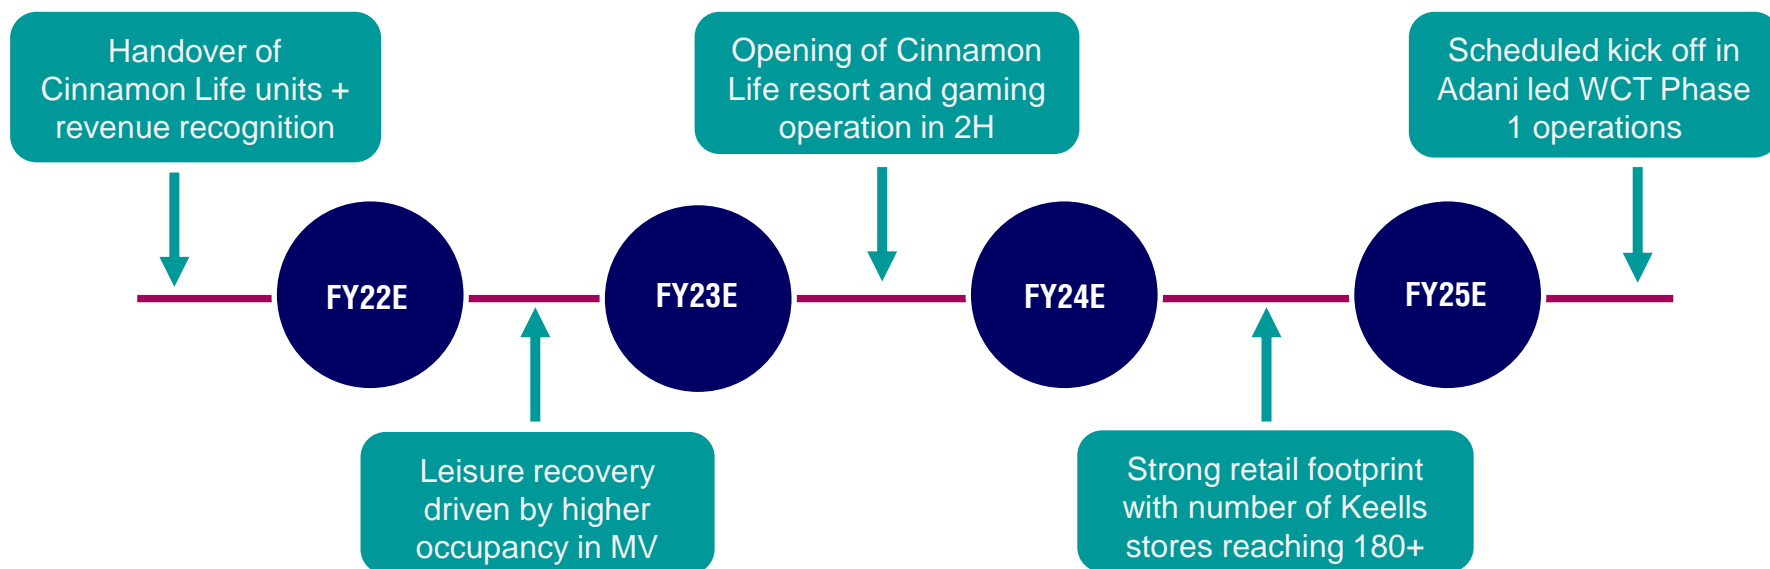 Handover of
Cinnamon Life units +
revenue recognition
Opening of Cinnamon
Life resort and gaming
operation in 2H
Scheduled kick off in
Adani led WCT Phase
1 operations
FY22E
FY23E
FY24E
FY25E
Leisure recovery
driven by higher
occupancy in MV
Strong retail footprint
with number of Keells
stores reaching 180+